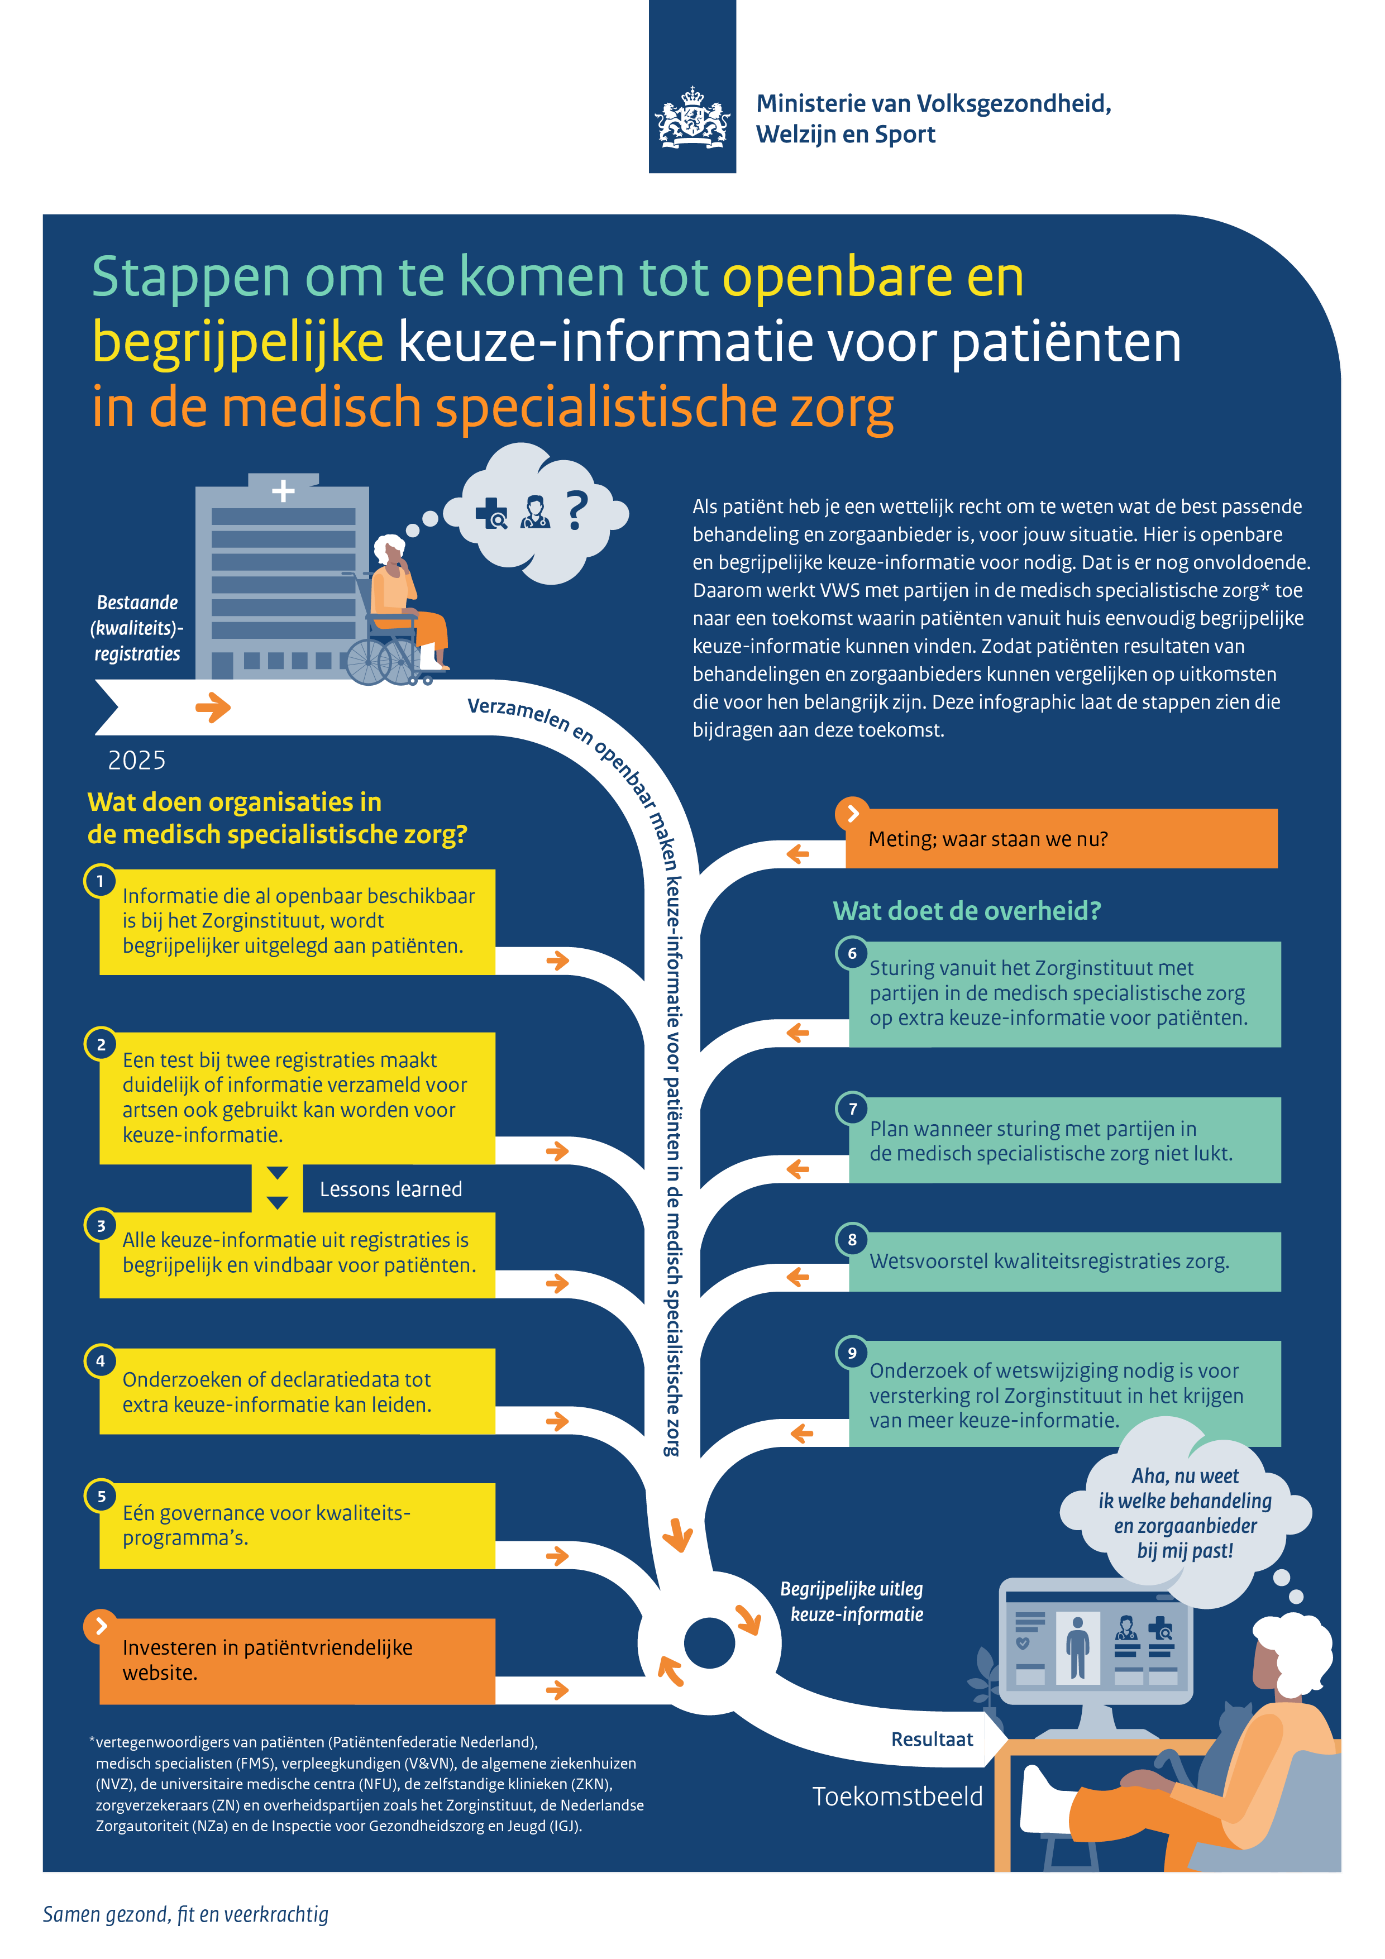 Ministerie van Volksgezondheid,
Welzijn en Sport
Stappen om te komen tot openbare en
begrijpelijke keuze-informatie voor patiënten
in de medisch specialistische zorg
?
Als patiënt heb je een wettelijk recht om te weten wat de best passende
behandeling en zorgaanbieder is, voor jouw situatie. Hier is openbare
en begrijpelijke keuze-informatie voor nodig. Dat is er nog onvoldoende.
Daarom werkt VWS met partijen in de medisch specialistische zorg* toe
naar een toekomst waarin patiënten vanuit huis eenvoudig begrijpelijke
keuze-informatie kunnen vinden. Zodat patiënten resultaten van
behandelingen en zorgaanbieders kunnen vergelijken op uitkomsten
die voor hen belangrijk zijn. Deze infographic laat de stappen zien die
bijdragen aan deze toekomst.
Bestaande
(kwaliteits)-
registraties
2025
Verzamelen en openbaar maken keuze-informatie voor patiënten in de medisch specialistische zorg
Wat doen organisaties in
de medisch specialistische zorg?
1
Informatie die al openbaar beschikbaar
is bij het Zorginstituut, wordt
begrijpelijker uitgelegd aan patiënten.
2
Een test bij twee registraties maakt
duidelijk of informatie verzameld voor
artsen ook gebruikt kan worden voor
keuze-informatie.
Lessons learned
3
Alle keuze-informatie uit registraties is
begrijpelijk en vindbaar voor patiënten.
4
Onderzoeken of declaratiedata tot
extra keuze-informatie kan leiden.
5
Eén governance voor kwaliteits-
programma's.
Investeren in patiëntvriendelijke
website.
Meting; waar staan we nu?
Wat doet de overheid?
6
Sturing vanuit het Zorginstituut met
partijen in de medisch specialistische zorg
op extra keuze-informatie voor patiënten.
7
Plan wanneer sturing met partijen in
de medisch specialistische zorg niet lukt.
8
Wetsvoorstel kwaliteitsregistraties zorg.
9
Onderzoek of wetswijziging nodig is voor
versterking rol Zorginstituut in het krijgen
van meer keuze-informatie.
Aha, nu weet
ik welke behandeling
en zorgaanbieder
bij mij past!
Begrijpelijke uitleg
keuze-informatie
Resultaat
Toekomstbeeld
*vertegenwoordigers van patiënten (Patiëntenfederatie Nederland),
medisch specialisten (FMS), verpleegkundigen (V&VN), de algemene ziekenhuizen
(NVZ), de universitaire medische centra (NFU), de zelfstandige klinieken (ZKN),
zorgverzekeraars (ZN) en overheidspartijen zoals het Zorginstituut, de Nederlandse
Zorgautoriteit (NZa) en de Inspectie voor Gezondheidszorg en Jeugd (IGJ).
Samen gezond, fit en veerkrachtig